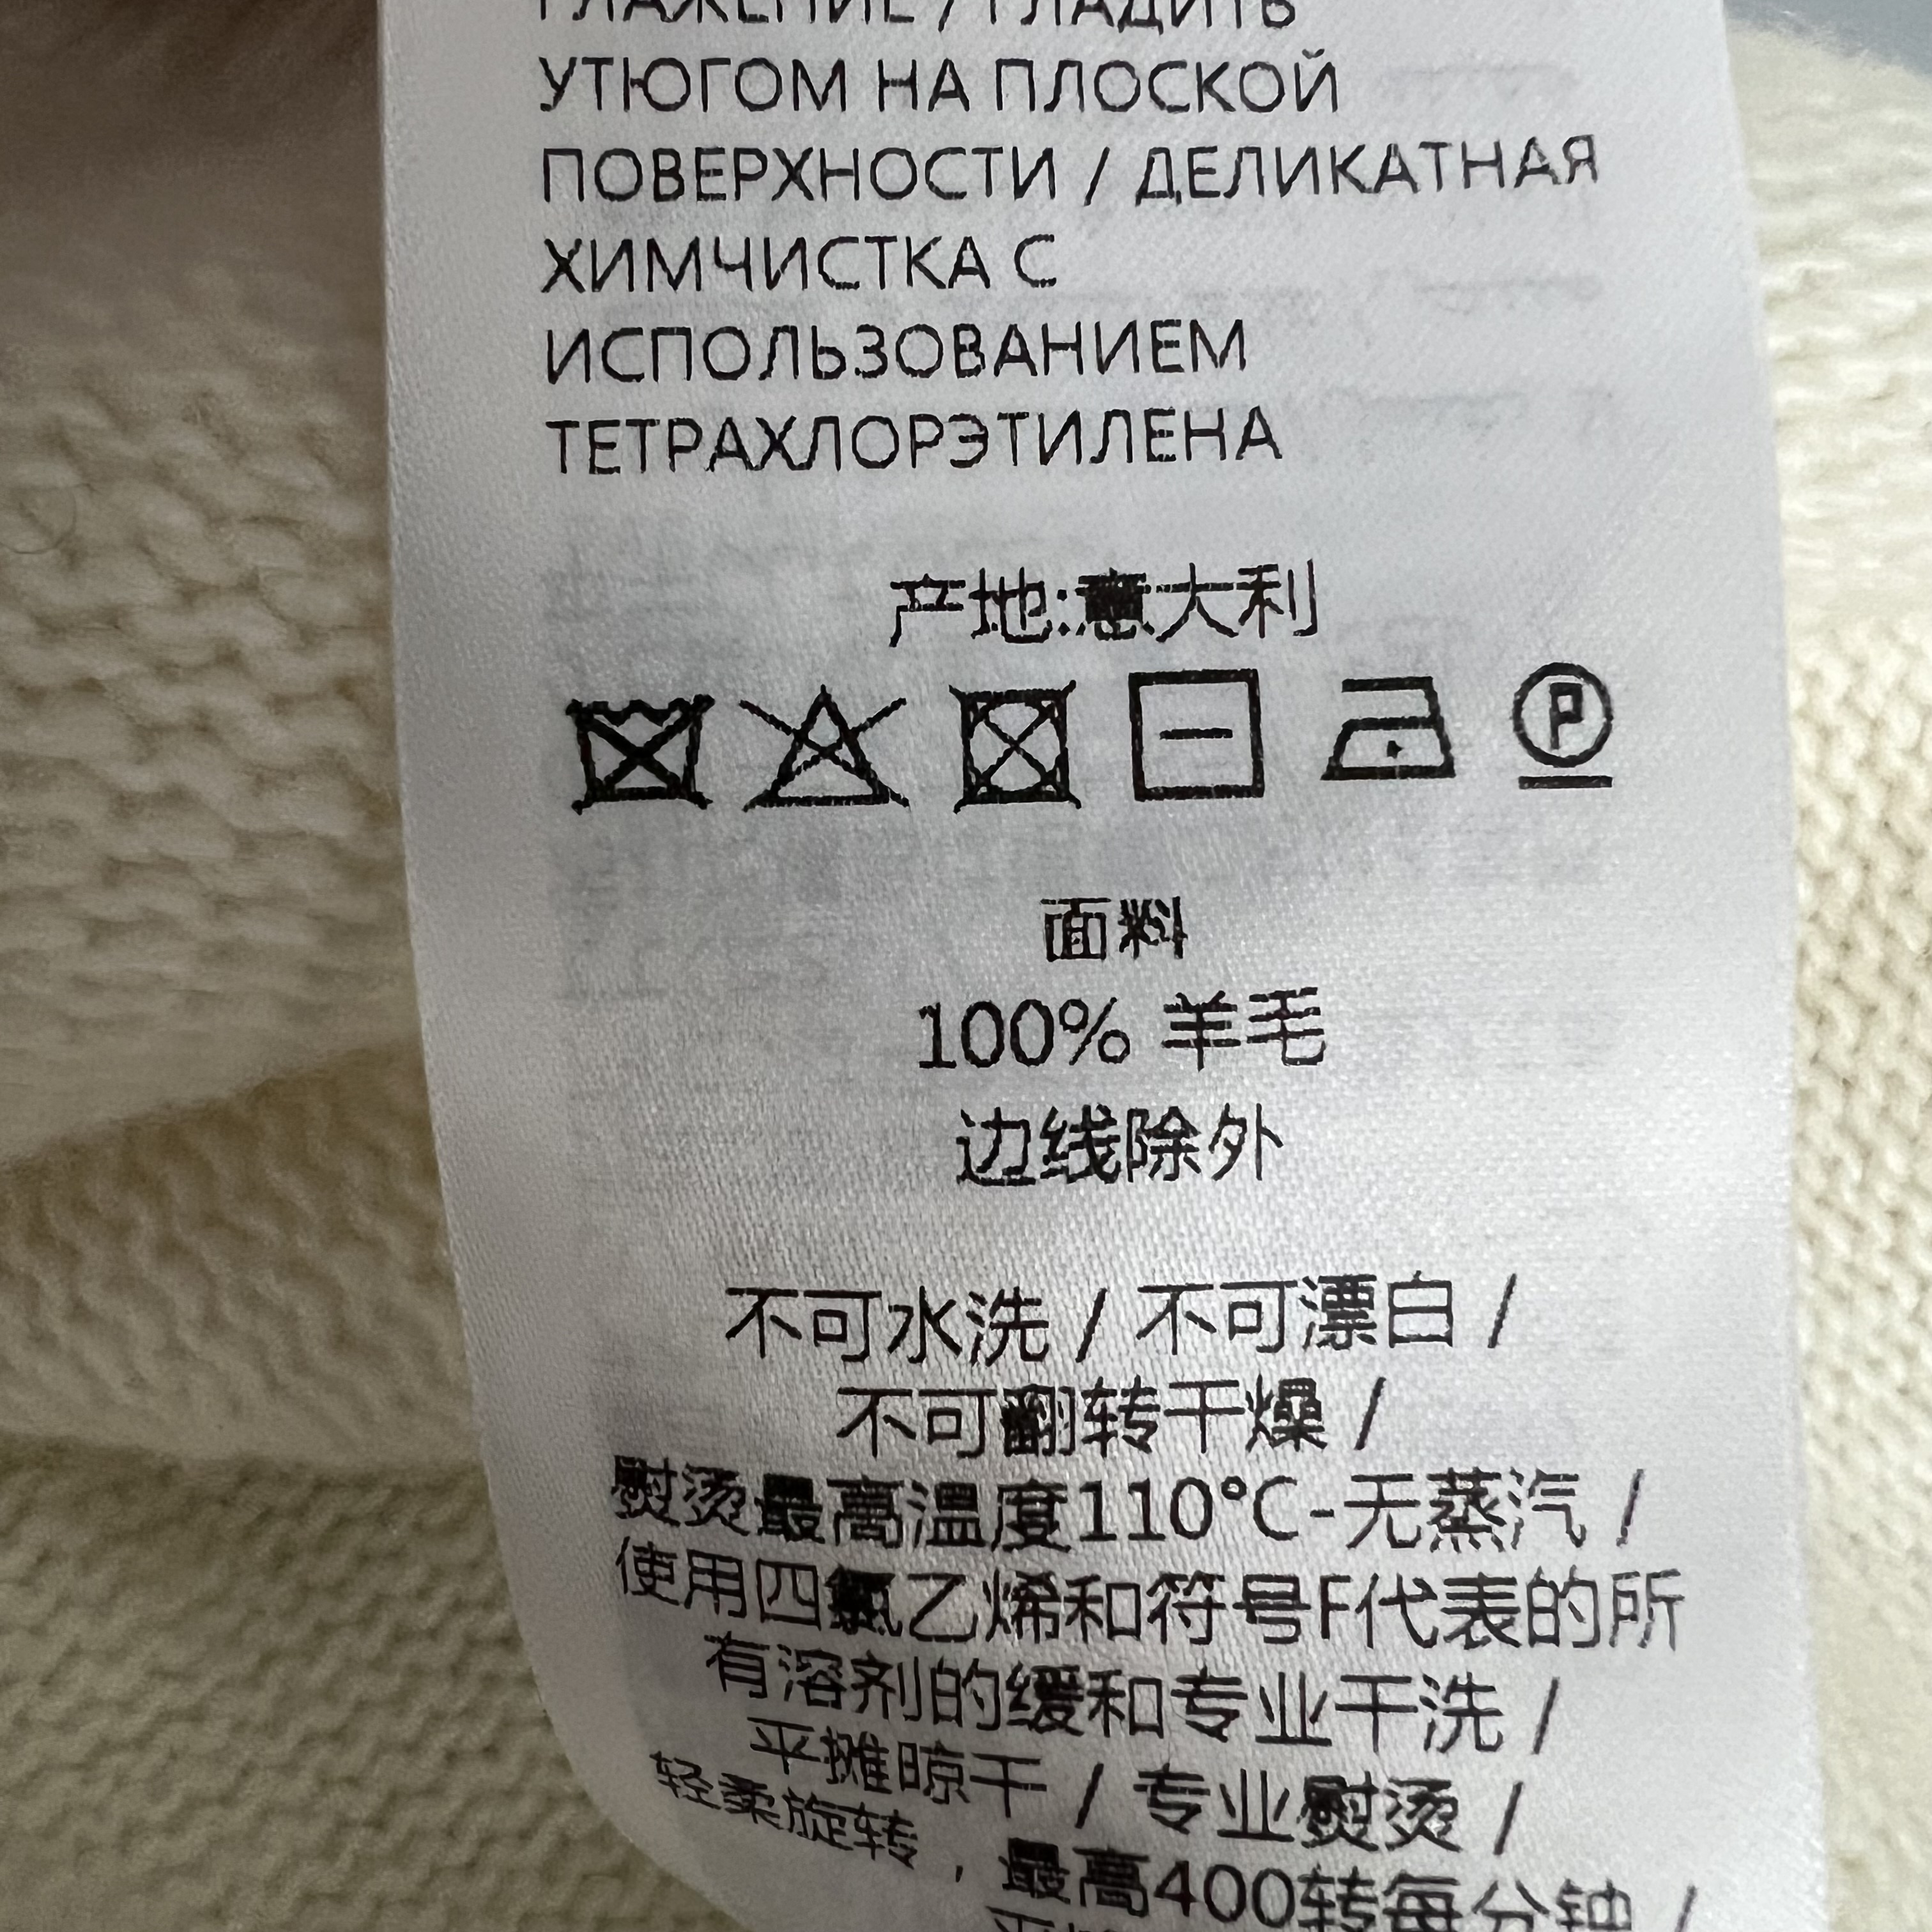 ГЛАЖЕНИЕ / ГЛАДИТЬ
УТЮГОМ НА ПЛОСКОЙ
ПОВЕРХНОСТИ / ДЕЛИКАТНАЯ
ХИМЧИСТКА С
ИСПОЛЬЗОВАНИЕМ
ТЕТРАХЛОРЭТИЛЕНА
产地:意大利
P
面料
100% 羊毛
边线除外
不可水洗 / 不可漂白 /
不可翻转干燥 /
熨烫最高温度110°C-无蒸汽 /
使用四氯乙烯和符号F代表的所
有溶剂的缓和专业干洗 /
平摊晾干 / 专业熨烫 /
轻柔旋转，最高400转每分钟 /